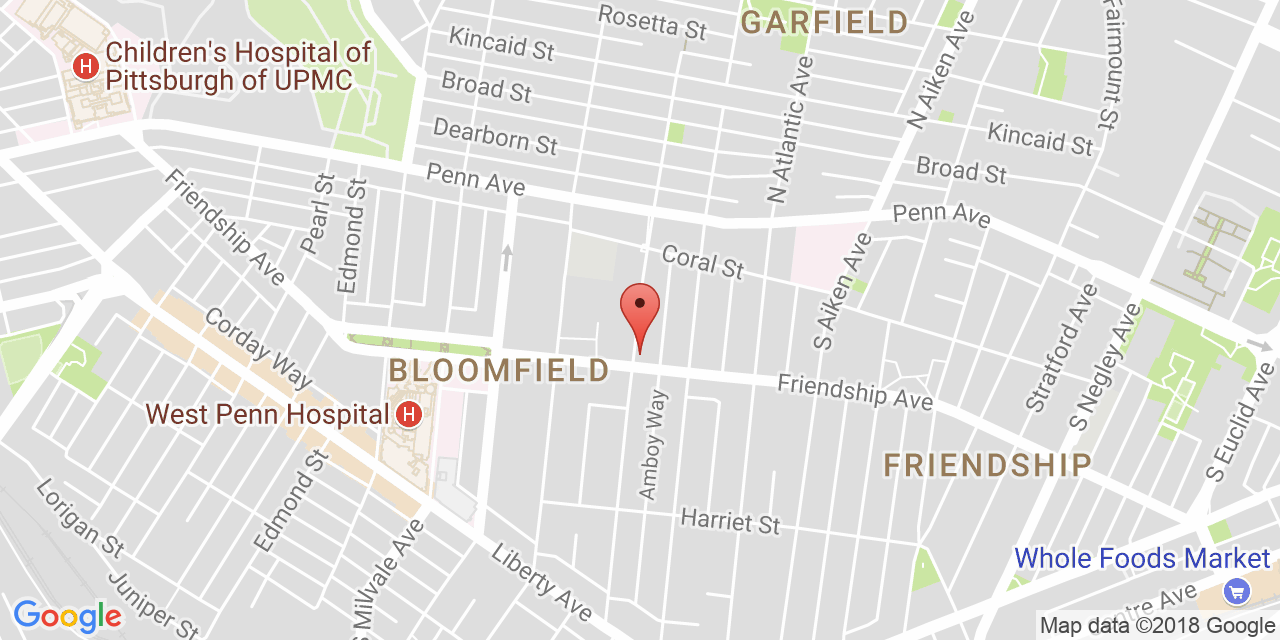 Rosetta St
GARFIELD
N Aiken Ave
Fairmount St
Kincaid St
H
Children's Hospital of
Pittsburgh of UPMC
Broad St
Dearborn St
N Atlantic Ave
Kincaid St
Broad St
Penn Ave
Penn Ave
Friendship Ave
Pearl St
Edmond St
Coral St
S Aiken Ave
Stratford Ave
S Negley Ave
S Euclid Ave
Corday Way
BLOOMFIELD
Friendship Ave
West Penn Hospital
H
Amboy Way
FRIENDSHIP
Edmond St
Lorigan St
Harriet St
S Millvale Ave
Liberty Ave
Juniper St
Whole Foods Market
Google
ntre Ave
Map data ©2018 Google